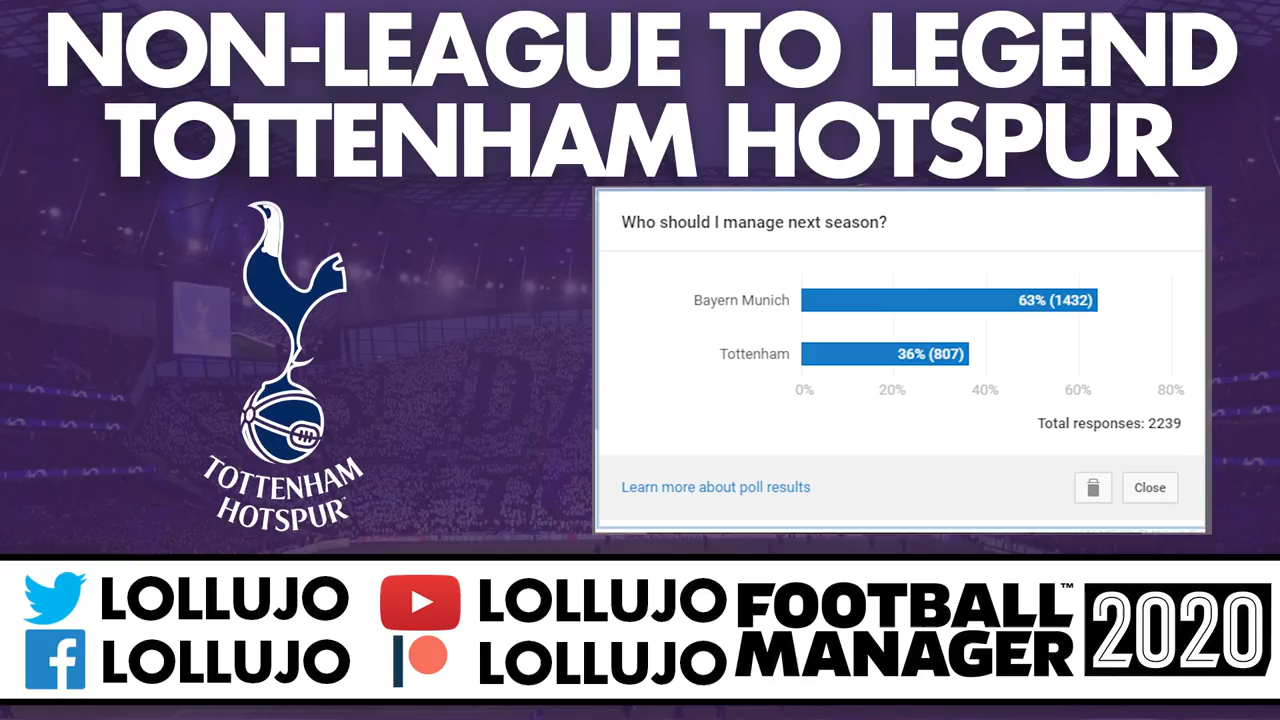 NON-LEAGUE TO LEGEND
TOTTENHAM HOTSPUR
TOTTENHAM
HOTSPUR
Who should I manage next season?
Bayern Munich 63% (1432)
Tottenham 36% (807)
0% 20% 40% 60% 80%
Total responses: 2239
Learn more about poll results
Close
LOLLUJO
LOLLUJO
LOLLUJO
LOLLUJO
FOOTBALL™
MANAGER
2020